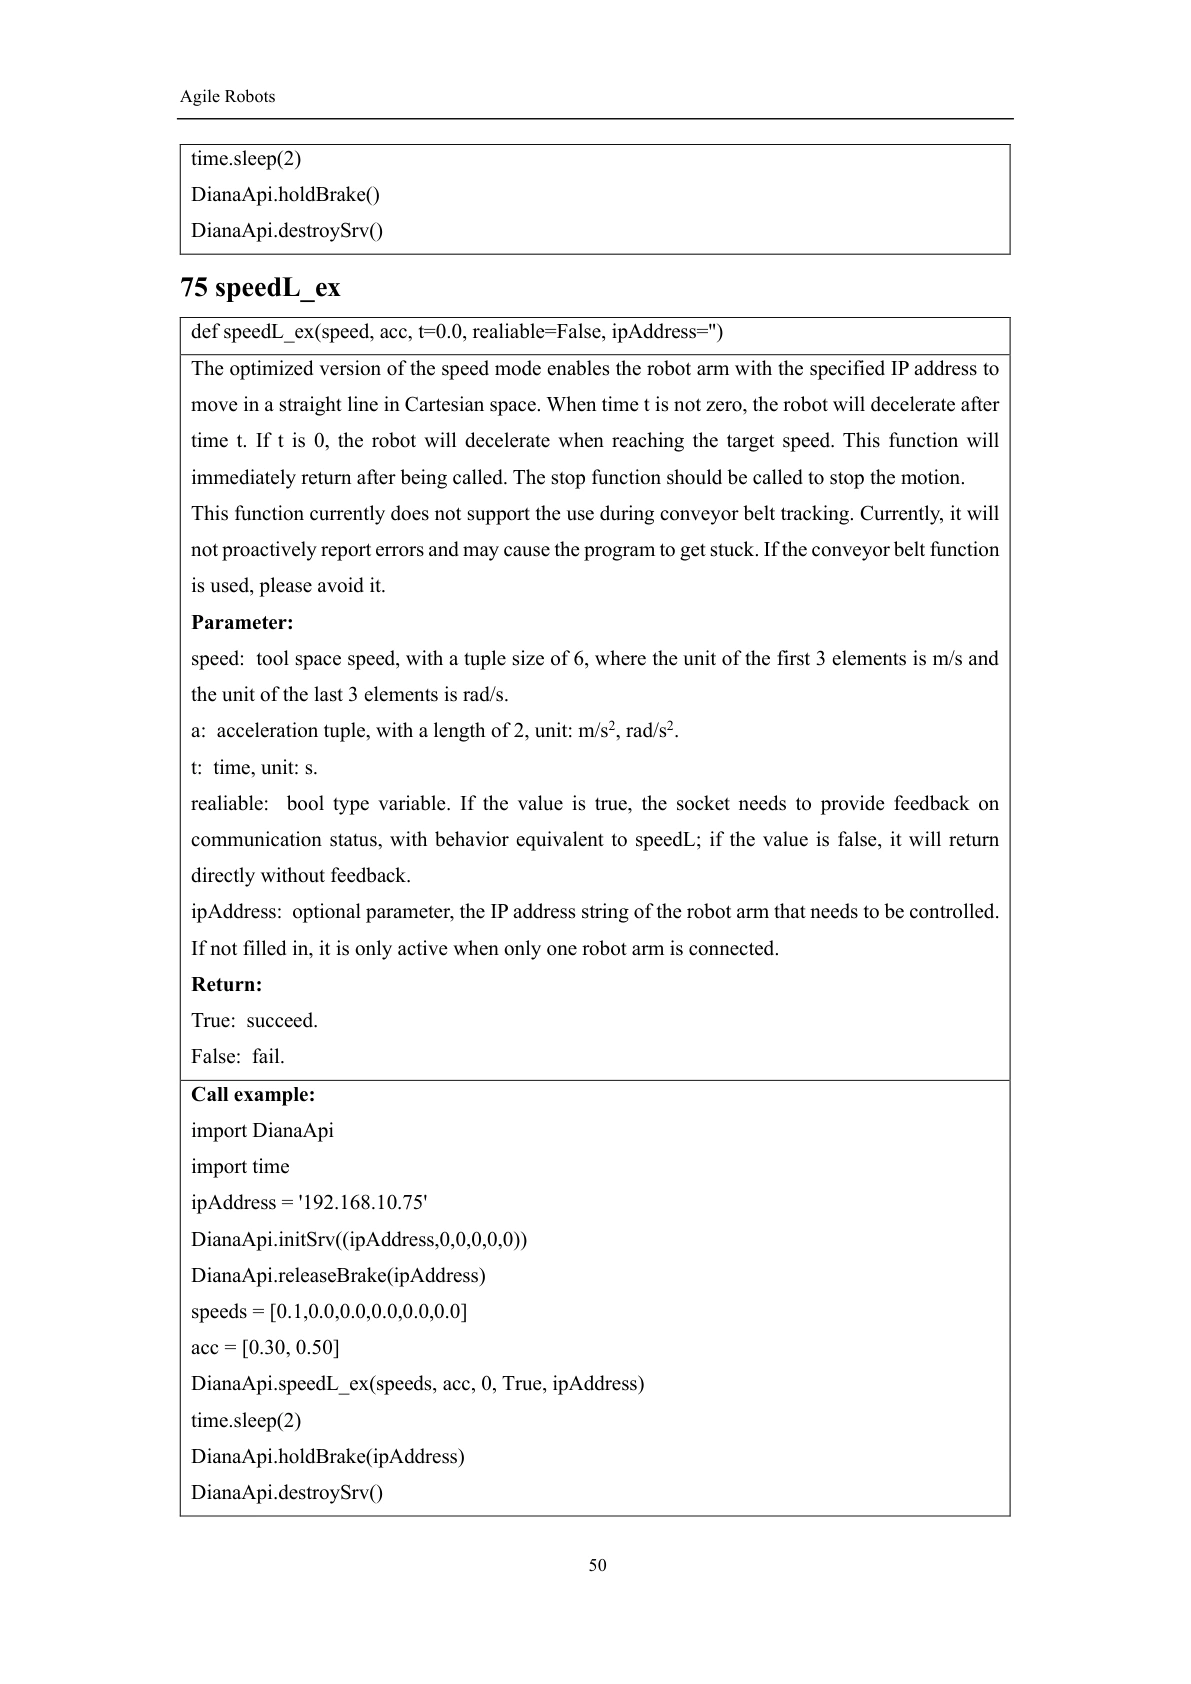 Agile Robots
time.sleep(2)
DianaApi.holdBrake()
DianaApi.destroySrv()
75 speedL_ex
def speedL_ex(speed, acc, t=0.0, realiable=False, ipAddress='')
The optimized version of the speed mode enables the robot arm with the specified IP address to
move in a straight line in Cartesian space. When time t is not zero, the robot will decelerate after
time t. If t is 0, the robot will decelerate when reaching the target speed. This function will
immediately return after being called. The stop function should be called to stop the motion.
This function currently does not support the use during conveyor belt tracking. Currently, it will
not proactively report errors and may cause the program to get stuck. If the conveyor belt function
is used, please avoid it.
Parameter:
speed: tool space speed, with a tuple size of 6, where the unit of the first 3 elements is m/s and
the unit of the last 3 elements is rad/s.
a: acceleration tuple, with a length of 2, unit: m/s², rad/s².
t: time, unit: s.
realiable: bool type variable. If the value is true, the socket needs to provide feedback on
communication status, with behavior equivalent to speedL; if the value is false, it will return
directly without feedback.
ipAddress: optional parameter, the IP address string of the robot arm that needs to be controlled.
If not filled in, it is only active when only one robot arm is connected.
Return:
True: succeed.
False: fail.
Call example:
import DianaApi
import time
ipAddress = '192.168.10.75'
DianaApi.initSrv((ipAddress,0,0,0,0,0))
DianaApi.releaseBrake(ipAddress)
speeds = [0.1,0.0,0.0,0.0,0.0,0.0]
acc = [0.30, 0.50]
DianaApi.speedL_ex(speeds, acc, 0, True, ipAddress)
time.sleep(2)
DianaApi.holdBrake(ipAddress)
DianaApi.destroySrv()
50